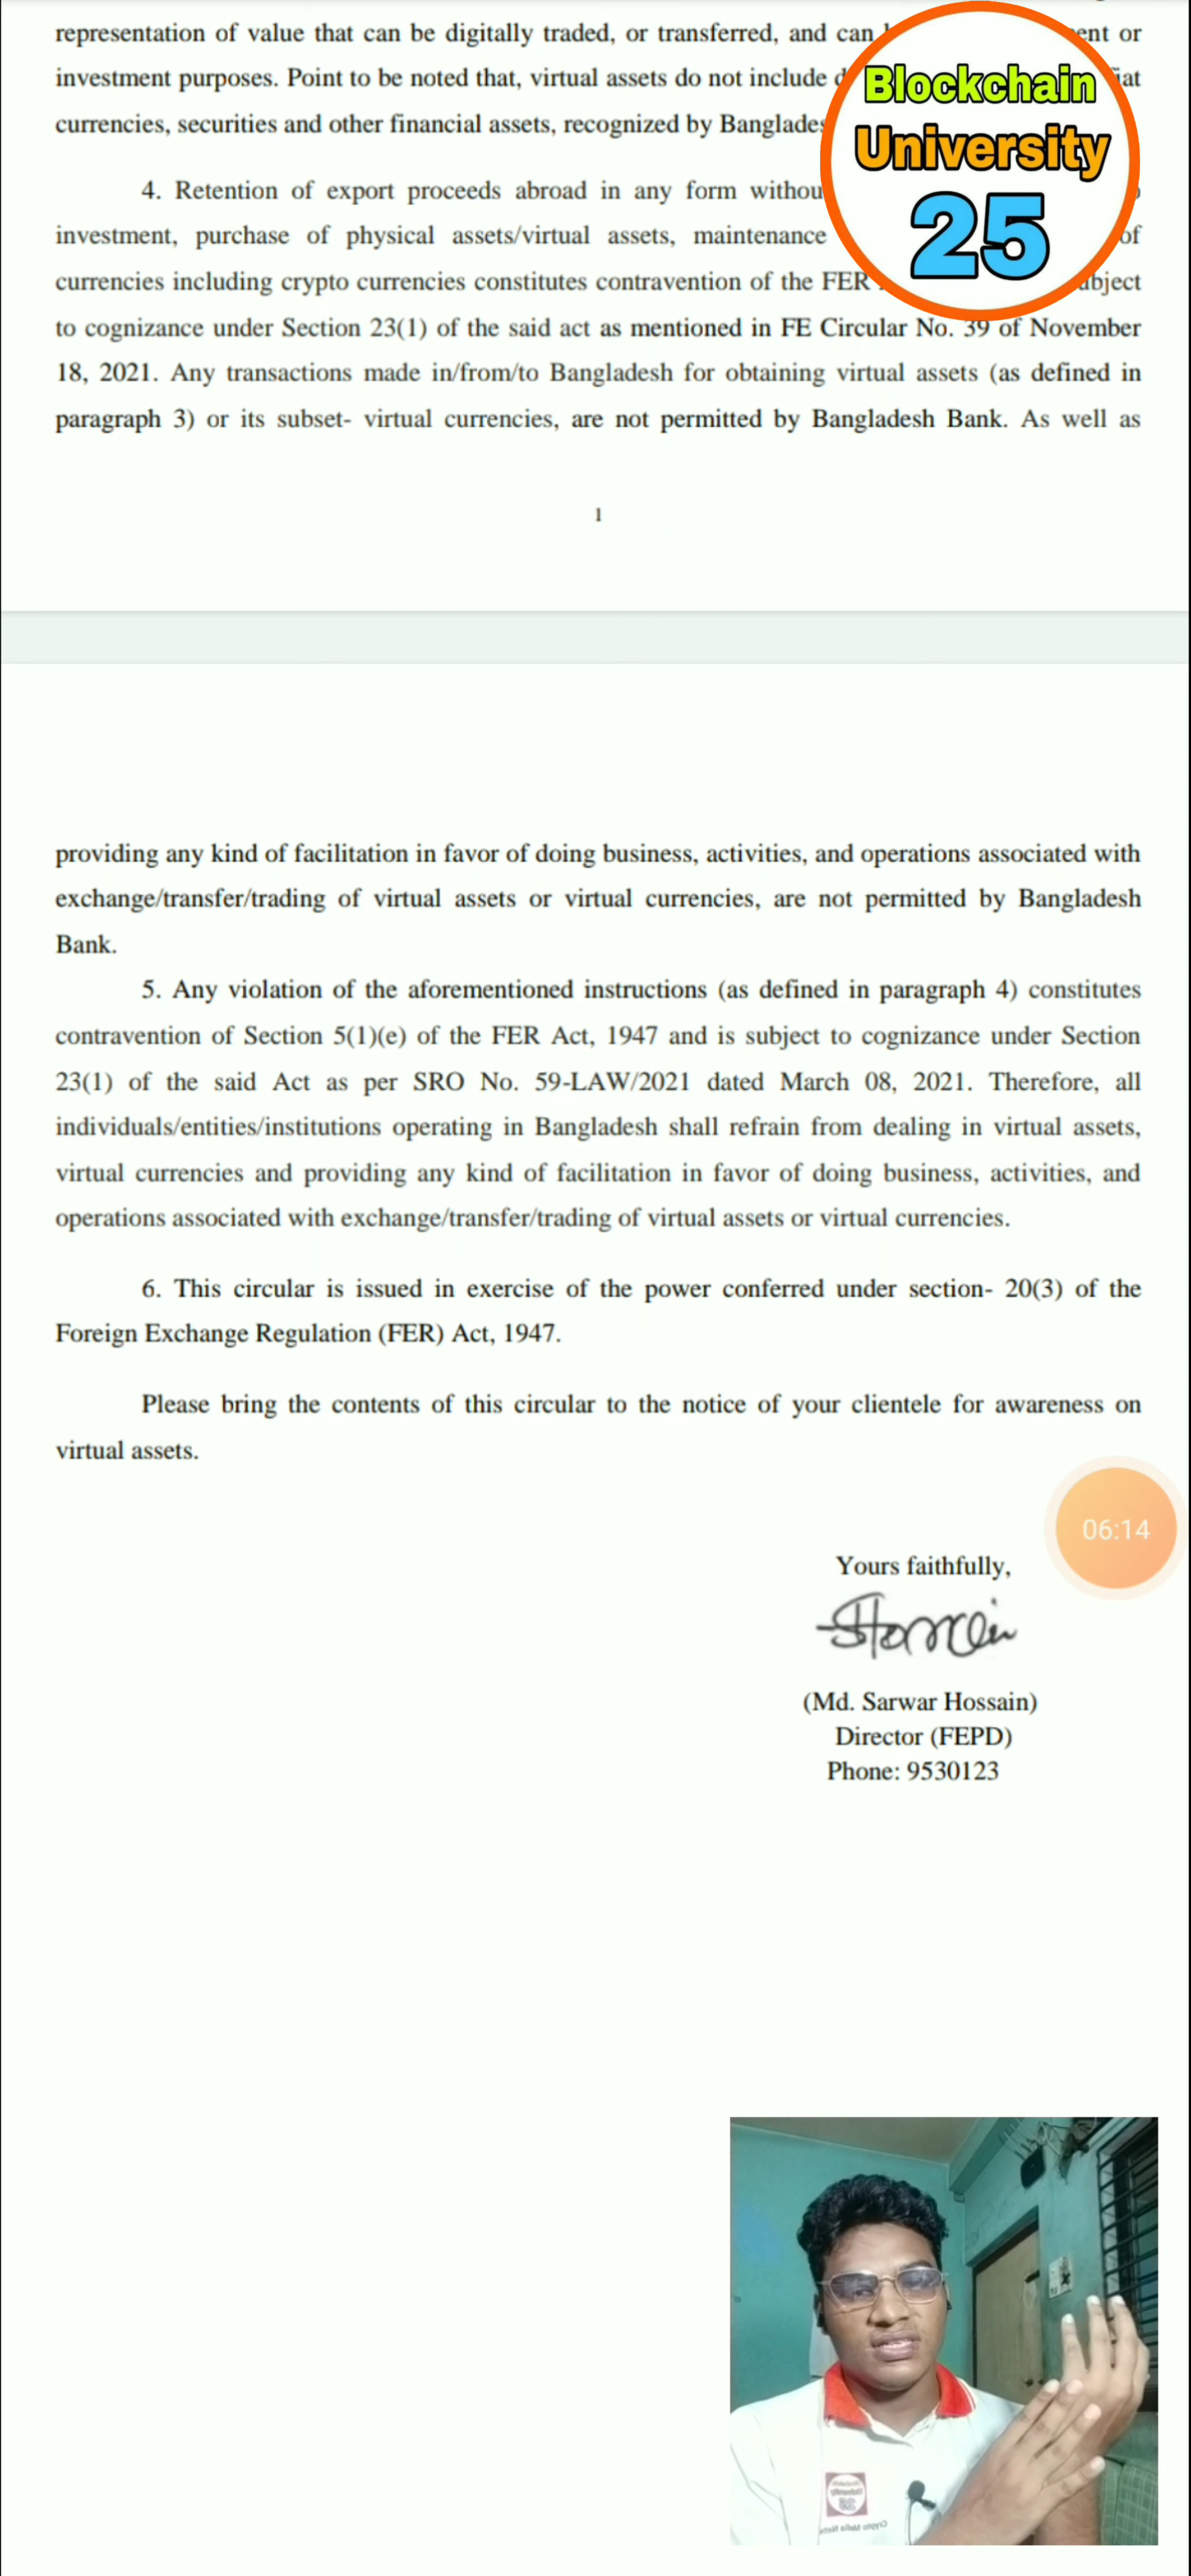 representation of value that can be digitally traded, or transferred, and can
ent or
investment purposes. Point to be noted that, virtual assets do not include
iat
currencies, securities and other financial assets, recognized by
Blockchain
University
25
4. Retention of export proceeds abroad in any form
investment, purchase of physical assets/virtual assets, maintenance
of
currencies including crypto currencies constitutes contravention of the FER
to cognizance under Section 23(1) of the said act as mentioned in FE Circular No. 39 of November
18, 2021. Any transactions made in/from/to Bangladesh for obtaining virtual assets (as defined in
paragraph 3) or its subset- virtual currencies, are not permitted by Bangladesh Bank. As well as
1
providing any kind of facilitation in favor of doing business, activities, and operations associated with
exchange/transfer/trading of virtual assets or virtual currencies, are not permitted by Bangladesh
Bank.
5. Any violation of the aforementioned instructions (as defined in paragraph 4) constitutes
contravention of Section 5(1)(e) of the FER Act, 1947 and is subject to cognizance under Section
23(1) of the said Act as per SRO No. 59-LAW/2021 dated March 08, 2021. Therefore, all
individuals/entities/institutions operating in Bangladesh shall refrain from dealing in virtual assets,
virtual currencies and providing any kind of facilitation in favor of doing business, activities, and
operations associated with exchange/transfer/trading of virtual assets or virtual currencies.
6. This circular is issued in exercise of the power conferred under section- 20(3) of the
Foreign Exchange Regulation (FER) Act, 1947.
Please bring the contents of this circular to the notice of your clientele for awareness on
virtual assets.
06:14
Yours faithfully,
(Md. Sarwar Hossain)
Director (FEPD)
Phone: 9530123